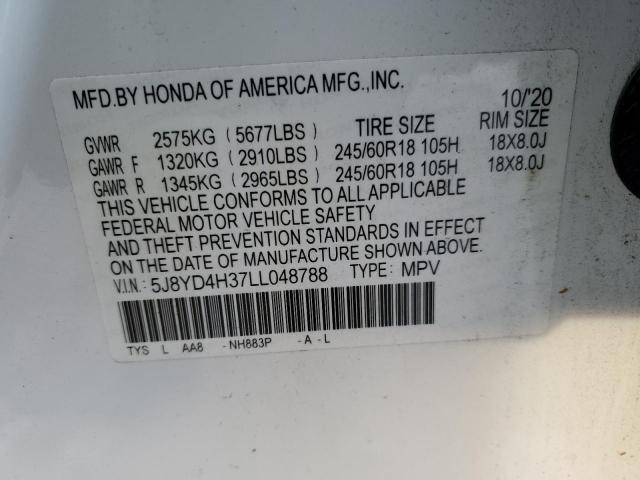 MFD.BY HONDA OF AMERICA MFG.,INC. 10/'20
TIRE SIZE RIM SIZE
GVWR 2575KG (5677LBS)
GAWR F 1320KG (2910LBS) 245/60R18 105H 18X8.0J
GAWR R 1345KG (2965LBS) 245/60R18 105H 18X8.0J
THIS VEHICLE CONFORMS TO ALL APPLICABLE
FEDERAL MOTOR VEHICLE SAFETY
AND THEFT PREVENTION STANDARDS IN EFFECT
ON THE DATE OF MANUFACTURE SHOWN ABOVE.
V.I.N.: 5J8YD4H37LL048788 TYPE: MPV
TYS L AA8 -NH883P -A-L